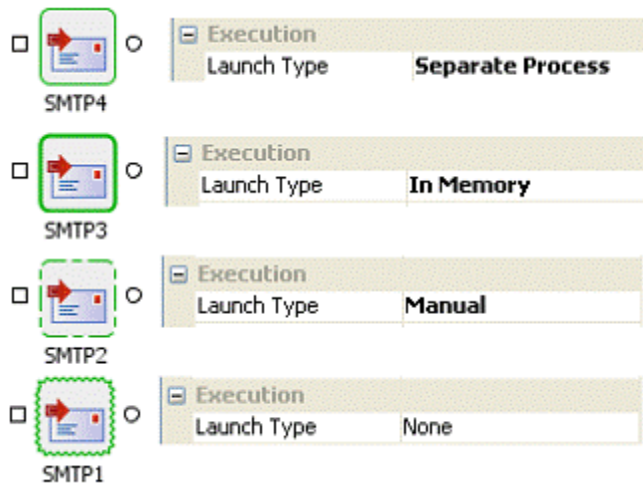 Execution
Launch Type Separate Process
SMTP4
Execution
Launch Type In Memory
SMTP3
Execution
Launch Type Manual
SMTP2
Execution
Launch Type None
SMTP1